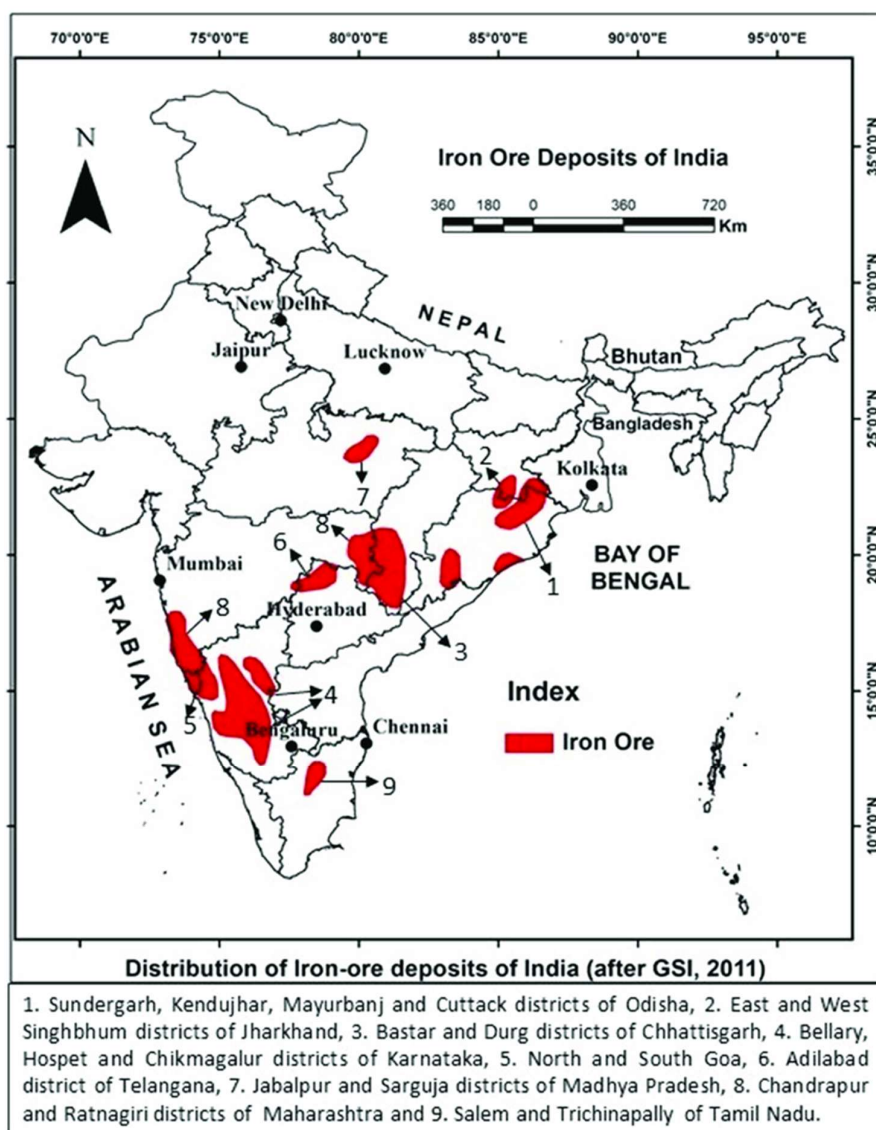 70°0'0"E 75°0'0"E 80°0'0"E 85°0'0"E 90°0'0"E 95°0'0"E
N
Iron Ore Deposits of India
360 180 0 360 720
Km
35°0'0"N
30°0'0"N
25°0'0"N
20°0'0"N
15°0'0"N
10°0'0"N
New Delhi
NEPAL
Jaipur
Lucknow
Bhutan
Bangladesh
2
Kolkata
7
8
6
Mumbai
BAY OF
BENGAL
1
ARABIAN SEA
Hyderabad
8
3
Index
4
5
Bengaluru
Chennai
Iron Ore
9
Distribution of Iron-ore deposits of India (after GSI, 2011)
1. Sundergarh, Kendujhar, Mayurbanj and Cuttack districts of Odisha, 2. East and West
Singhbhum districts of Jharkhand, 3. Bastar and Durg districts of Chhattisgarh, 4. Bellary,
Hospet and Chikmagalur districts of Karnataka, 5. North and South Goa, 6. Adilabad
district of Telangana, 7. Jabalpur and Sarguja districts of Madhya Pradesh, 8. Chandrapur
and Ratnagiri districts of Maharashtra and 9. Salem and Trichinapally of Tamil Nadu.